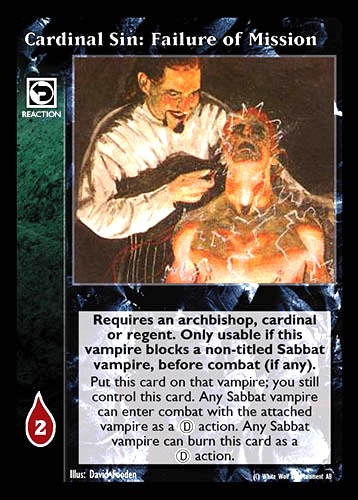 Cardinal Sin: Failure of Mission
REACTION
Requires an archbishop, cardinal
or regent. Only usable if this
vampire blocks a non-titled Sabbat
vampire, before combat (if any).
Put this card on that vampire; you still
control this card. Any Sabbat vampire
can enter combat with the attached
vampire as a Ⓓ action. Any Sabbat
vampire can burn this card as a
Ⓓ action.
2
Illus: David Fooden (C) White Wolf Entertainment AB